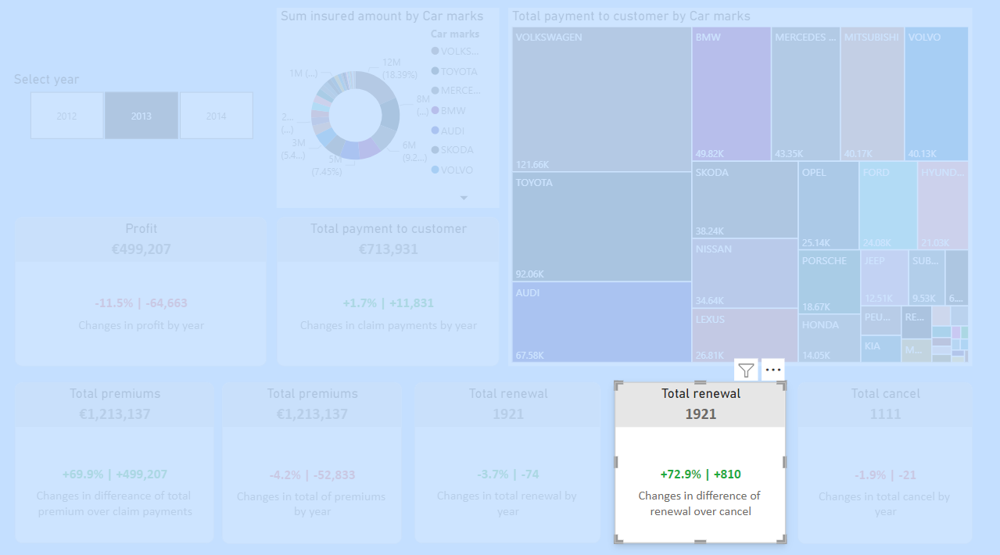 Sum insured amount by Car marks
Car marks
VOLKS...
TOYOTA
MERCE...
BMW
AUDI
SKODA
VOLVO
12M
(18.39%)
8M
(...)
6M
(9.2...)
5M
(7.45%)
3M
(5.4...)
2...
(...)
1M (...)
Total payment to customer by Car marks
VOLKSWAGEN
121.66K
TOYOTA
92.06K
AUDI
67.58K
BMW
49.82K
MERCEDES ...
43.35K
MITSUBISHI
40.17K
VOLVO
40.13K
SKODA
38.24K
NISSAN
34.64K
LEXUS
26.81K
OPEL
25.14K
FORD
24.08K
HYUND...
21.03K
PORSCHE
18.67K
HONDA
14.05K
JEEP
12.51K
SUB...
9.53K
6....
PEU...
RE...
KIA
M...
Select year
2012
2013
2014
Profit
€499,207
-11.5% | -64,663
Changes in profit by year
Total payment to customer
€713,931
+1.7% | +11,831
Changes in claim payments by year
Total premiums
€1,213,137
+69.9% | +499,207
Changes in differeance of total
premium over claim payments
Total premiums
€1,213,137
-4.2% | -52,833
Changes in total of premiums
by year
Total renewal
1921
-3.7% | -74
Changes in total renewal by
year
Total renewal
1921
+72.9% | +810
Changes in difference of
renewal over cancel
Total cancel
1111
-1.9% | -21
Changes in total cancel by
year